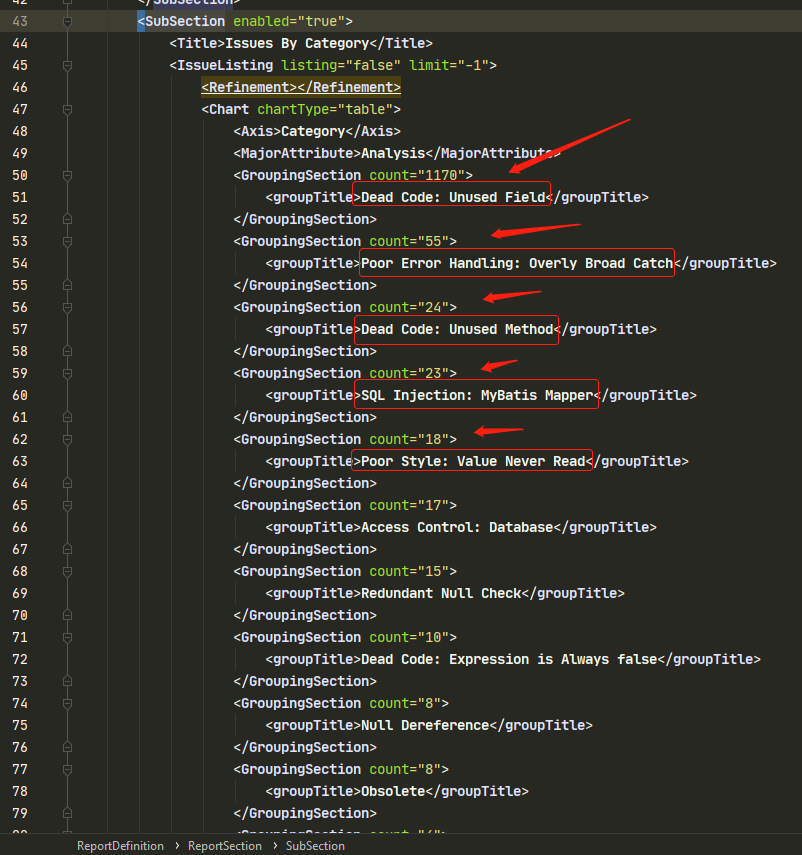 42 </SubSection>
43 <SubSection enabled="true">
44 <Title>Issues By Category</Title>
45 <IssueListing listing="false" limit="-1">
46 <Refinement></Refinement>
47 <Chart chartType="table">
48 <Axis>Category</Axis>
49 <MajorAttribute>Analysis</MajorAttribute>
50 <GroupingSection count="1170">
51 <groupTitle>Dead Code: Unused Field</groupTitle>
52 </GroupingSection>
53 <GroupingSection count="55">
54 <groupTitle>Poor Error Handling: Overly Broad Catch</groupTitle>
55 </GroupingSection>
56 <GroupingSection count="24">
57 <groupTitle>Dead Code: Unused Method</groupTitle>
58 </GroupingSection>
59 <GroupingSection count="23">
60 <groupTitle>SQL Injection: MyBatis Mapper</groupTitle>
61 </GroupingSection>
62 <GroupingSection count="18">
63 <groupTitle>Poor Style: Value Never Read</groupTitle>
64 </GroupingSection>
65 <GroupingSection count="17">
66 <groupTitle>Access Control: Database</groupTitle>
67 </GroupingSection>
68 <GroupingSection count="15">
69 <groupTitle>Redundant Null Check</groupTitle>
70 </GroupingSection>
71 <GroupingSection count="10">
72 <groupTitle>Dead Code: Expression is Always false</groupTitle>
73 </GroupingSection>
74 <GroupingSection count="8">
75 <groupTitle>Null Dereference</groupTitle>
76 </GroupingSection>
77 <GroupingSection count="8">
78 <groupTitle>Obsolete</groupTitle>
79 </GroupingSection>
<GroupingSection
ReportDefinition › ReportSection › SubSection